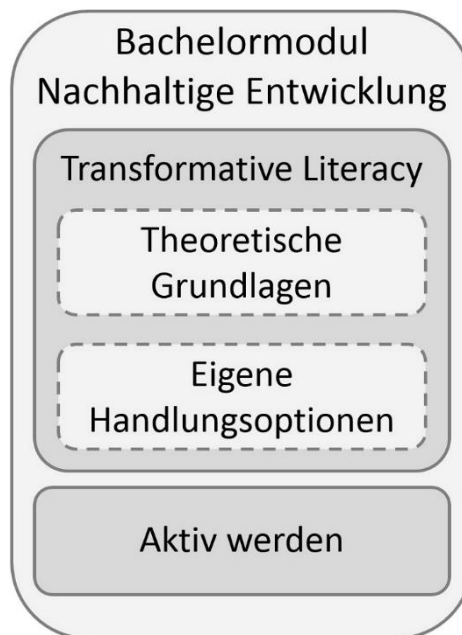 Bachelormodul
Nachhaltige Entwicklung
Transformative Literacy
Theoretische
Grundlagen
Eigene
Handlungsoptionen
Aktiv werden